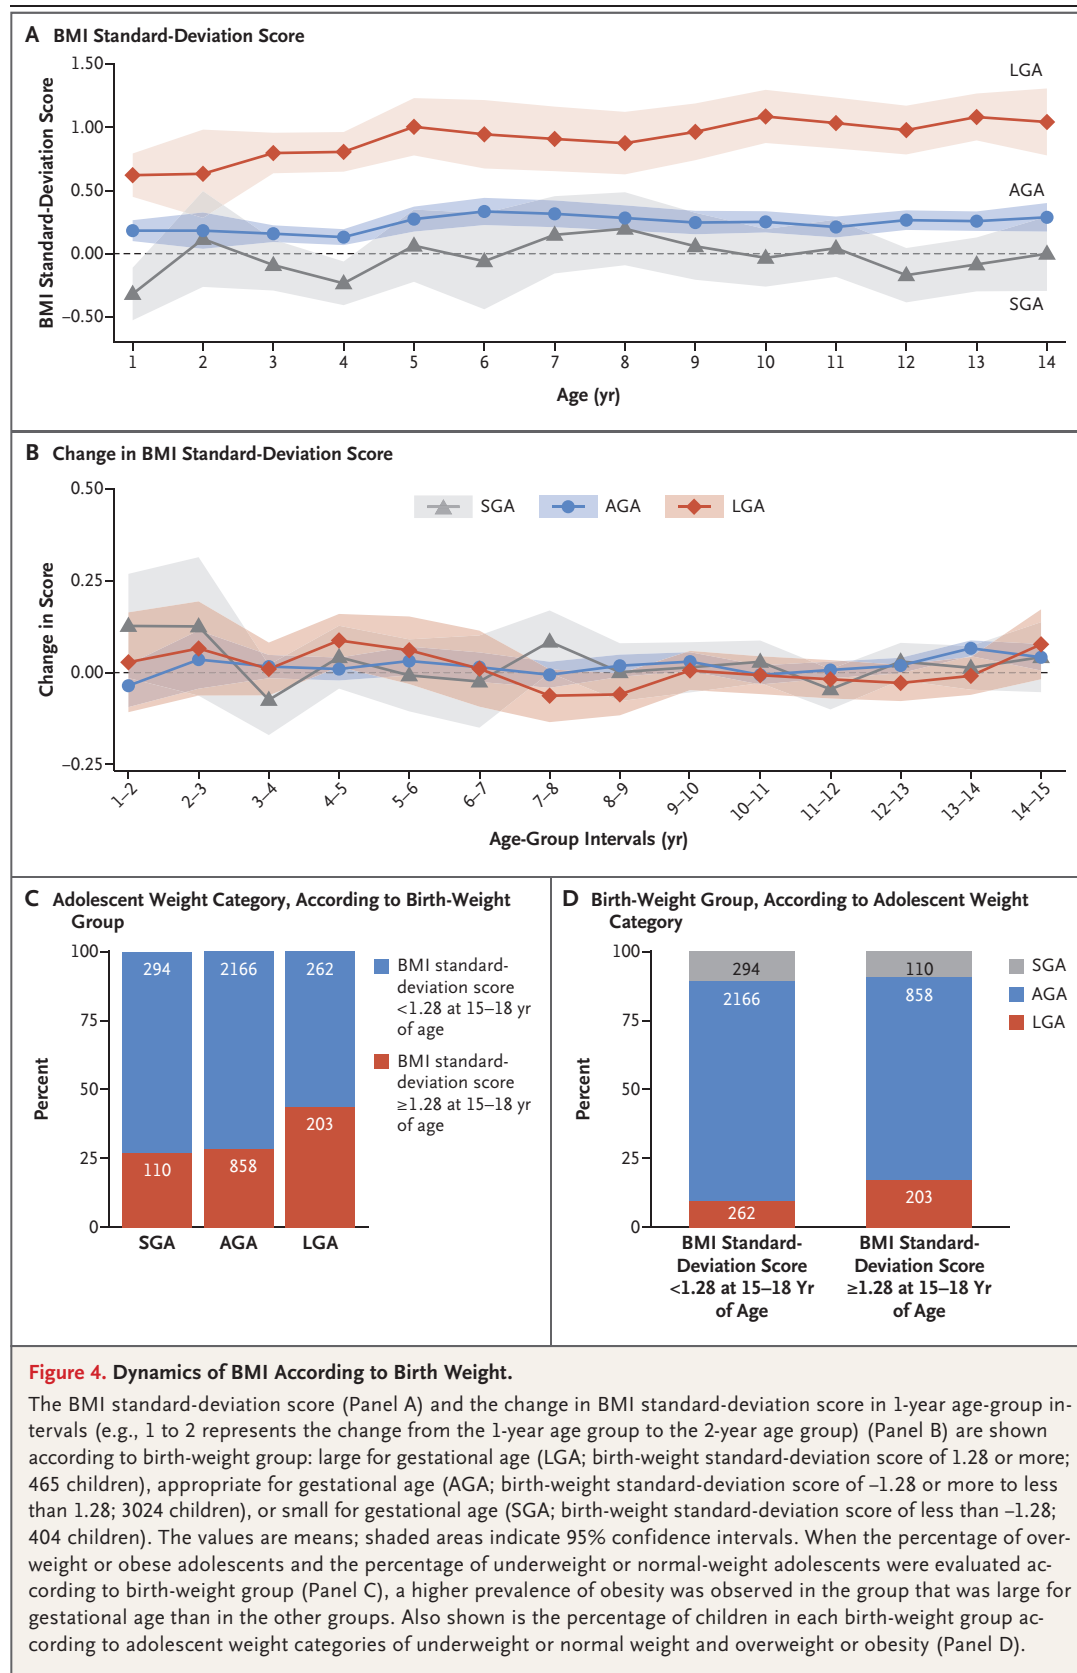 A BMI Standard-Deviation Score
1.50
1.00
0.50
0.00
–0.50
BMI Standard-Deviation Score
LGA
AGA
SGA
1 2 3 4 5 6 7 8 9 10 11 12 13 14
Age (yr)
B Change in BMI Standard-Deviation Score
0.50
0.25
0.00
–0.25
Change in Score
SGA AGA LGA
1–2 2–3 3–4 4–5 5–6 6–7 7–8 8–9 9–10 10–11 11–12 12–13 13–14 14–15
Age-Group Intervals (yr)
C Adolescent Weight Category, According to Birth-Weight
Group
100
75
50
25
0
Percent
294 2166 262
110 858 203
SGA AGA LGA
BMI standard-
deviation score
<1.28 at 15–18 yr
of age
BMI standard-
deviation score
≥1.28 at 15–18 yr
of age
D Birth-Weight Group, According to Adolescent Weight
Category
100
75
50
25
0
Percent
294 110
2166 858
262 203
SGA
AGA
LGA
BMI Standard-
Deviation Score
<1.28 at 15–18 Yr
of Age
BMI Standard-
Deviation Score
≥1.28 at 15–18 Yr
of Age
Figure 4. Dynamics of BMI According to Birth Weight.
The BMI standard-deviation score (Panel A) and the change in BMI standard-deviation score in 1-year age-group in-
tervals (e.g., 1 to 2 represents the change from the 1-year age group to the 2-year age group) (Panel B) are shown
according to birth-weight group: large for gestational age (LGA; birth-weight standard-deviation score of 1.28 or more;
465 children), appropriate for gestational age (AGA; birth-weight standard-deviation score of –1.28 or more to less
than 1.28; 3024 children), or small for gestational age (SGA; birth-weight standard-deviation score of less than –1.28;
404 children). The values are means; shaded areas indicate 95% confidence intervals. When the percentage of over-
weight or obese adolescents and the percentage of underweight or normal-weight adolescents were evaluated ac-
cording to birth-weight group (Panel C), a higher prevalence of obesity was observed in the group that was large for
gestational age than in the other groups. Also shown is the percentage of children in each birth-weight group ac-
cording to adolescent weight categories of underweight or normal weight and overweight or obesity (Panel D).